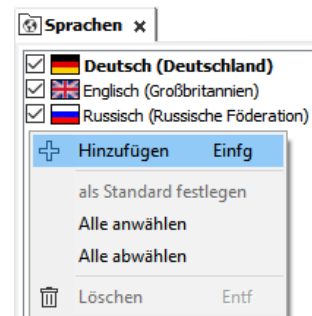 Sprachen x
Deutsch (Deutschland)
Englisch (Großbritannien)
Russisch (Russische Föderation)
Hinzufügen Einfg
als Standard festlegen
Alle anwählen
Alle abwählen
Löschen Entf